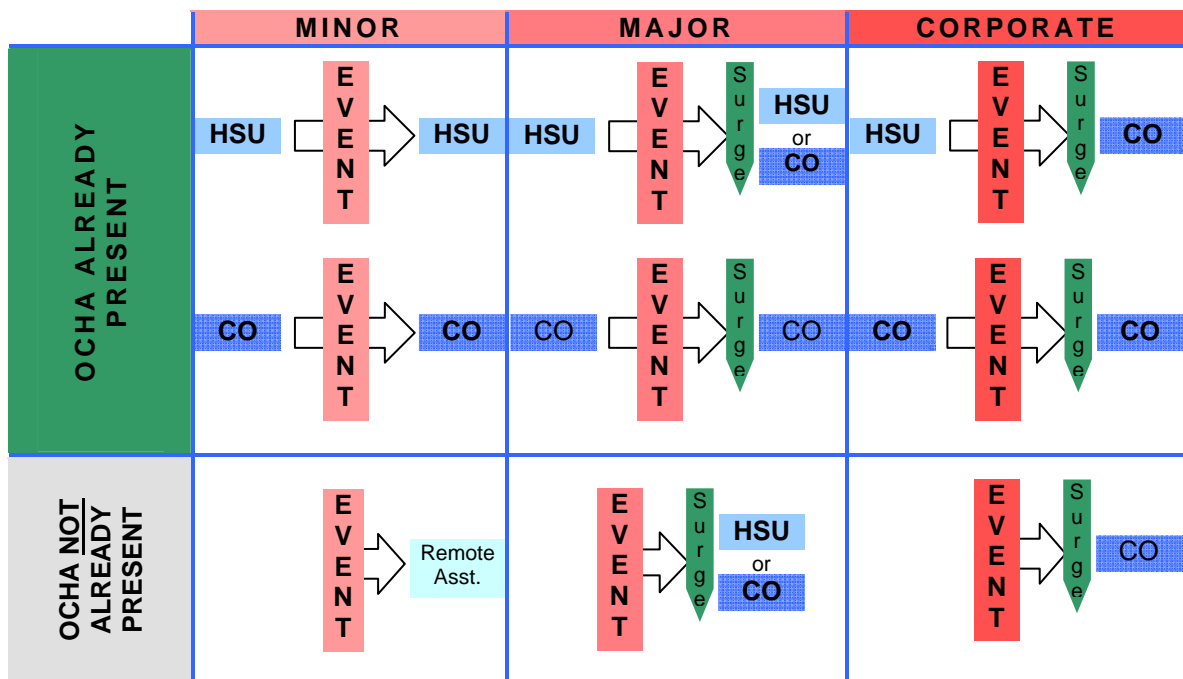 MINOR
MAJOR
CORPORATE
OCHA ALREADY
PRESENT
HSU
EVENT
HSU
HSU
EVENT
Surge
HSU
or
CO
HSU
EVENT
Surge
CO
CO
EVENT
CO
CO
EVENT
Surge
CO
CO
EVENT
Surge
CO
OCHA NOT
ALREADY
PRESENT
EVENT
Remote
Asst.
EVENT
Surge
HSU
or
CO
EVENT
Surge
CO